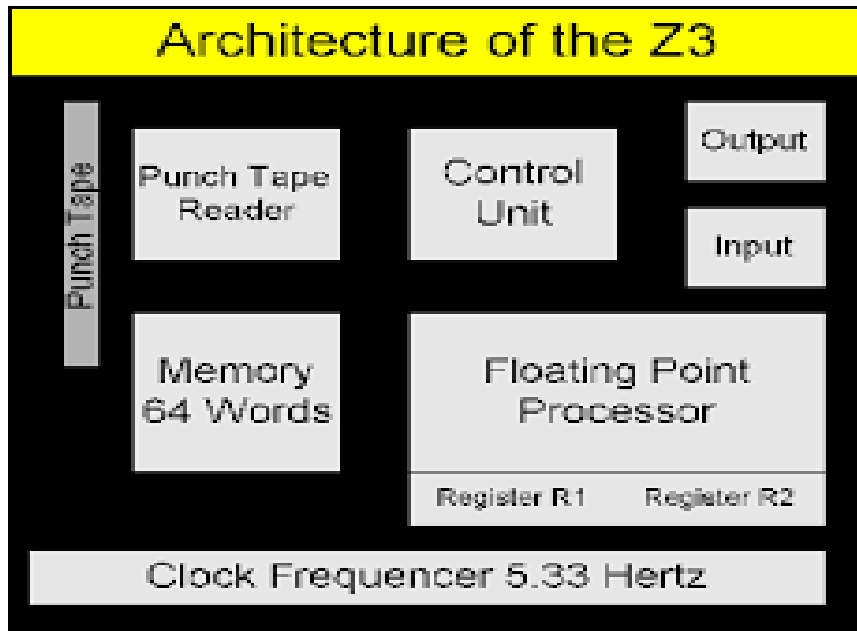 Architecture of the Z3
Punch Tape
Punch Tape
Reader
Control
Unit
Output
Input
Memory
64 Words
Floating Point
Processor
Register R1
Register R2
Clock Frequencer 5.33 Hertz